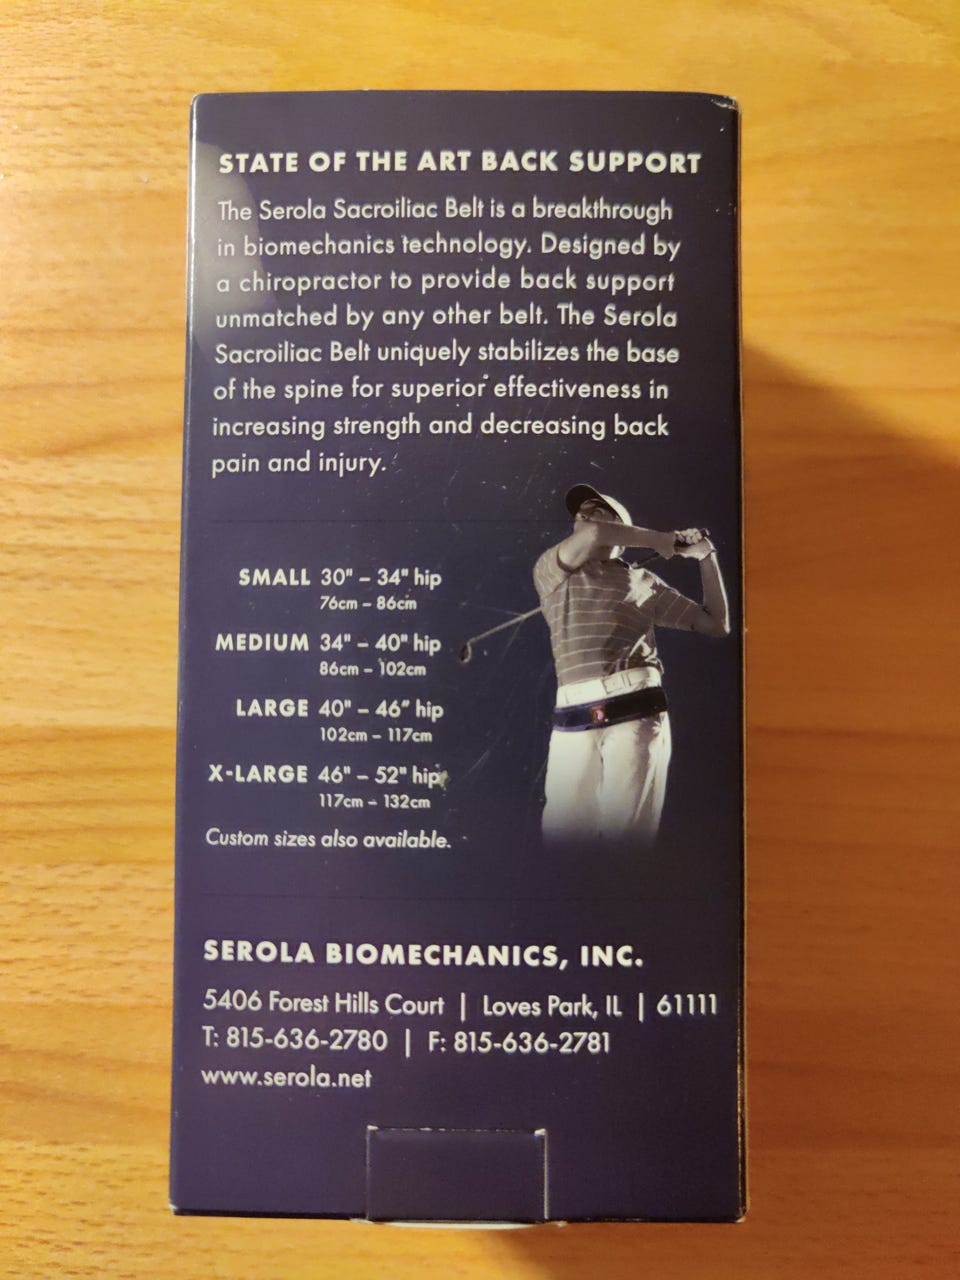 STATE OF THE ART BACK SUPPORT
The Serola Sacroiliac Belt is a breakthrough
in biomechanics technology. Designed by
a chiropractor to provide back support
unmatched by any other belt. The Serola
Sacroiliac Belt uniquely stabilizes the base
of the spine for superior effectiveness in
increasing strength and decreasing back
pain and injury.
SMALL 30" – 34" hip
76cm – 86cm
MEDIUM 34" – 40" hip
86cm – 102cm
LARGE 40" – 46" hip
102cm – 117cm
X-LARGE 46" – 52" hip
117cm – 132cm
Custom sizes also available.
SEROLA BIOMECHANICS, INC.
5406 Forest Hills Court | Loves Park, IL | 61111
T: 815-636-2780 | F: 815-636-2781
www.serola.net